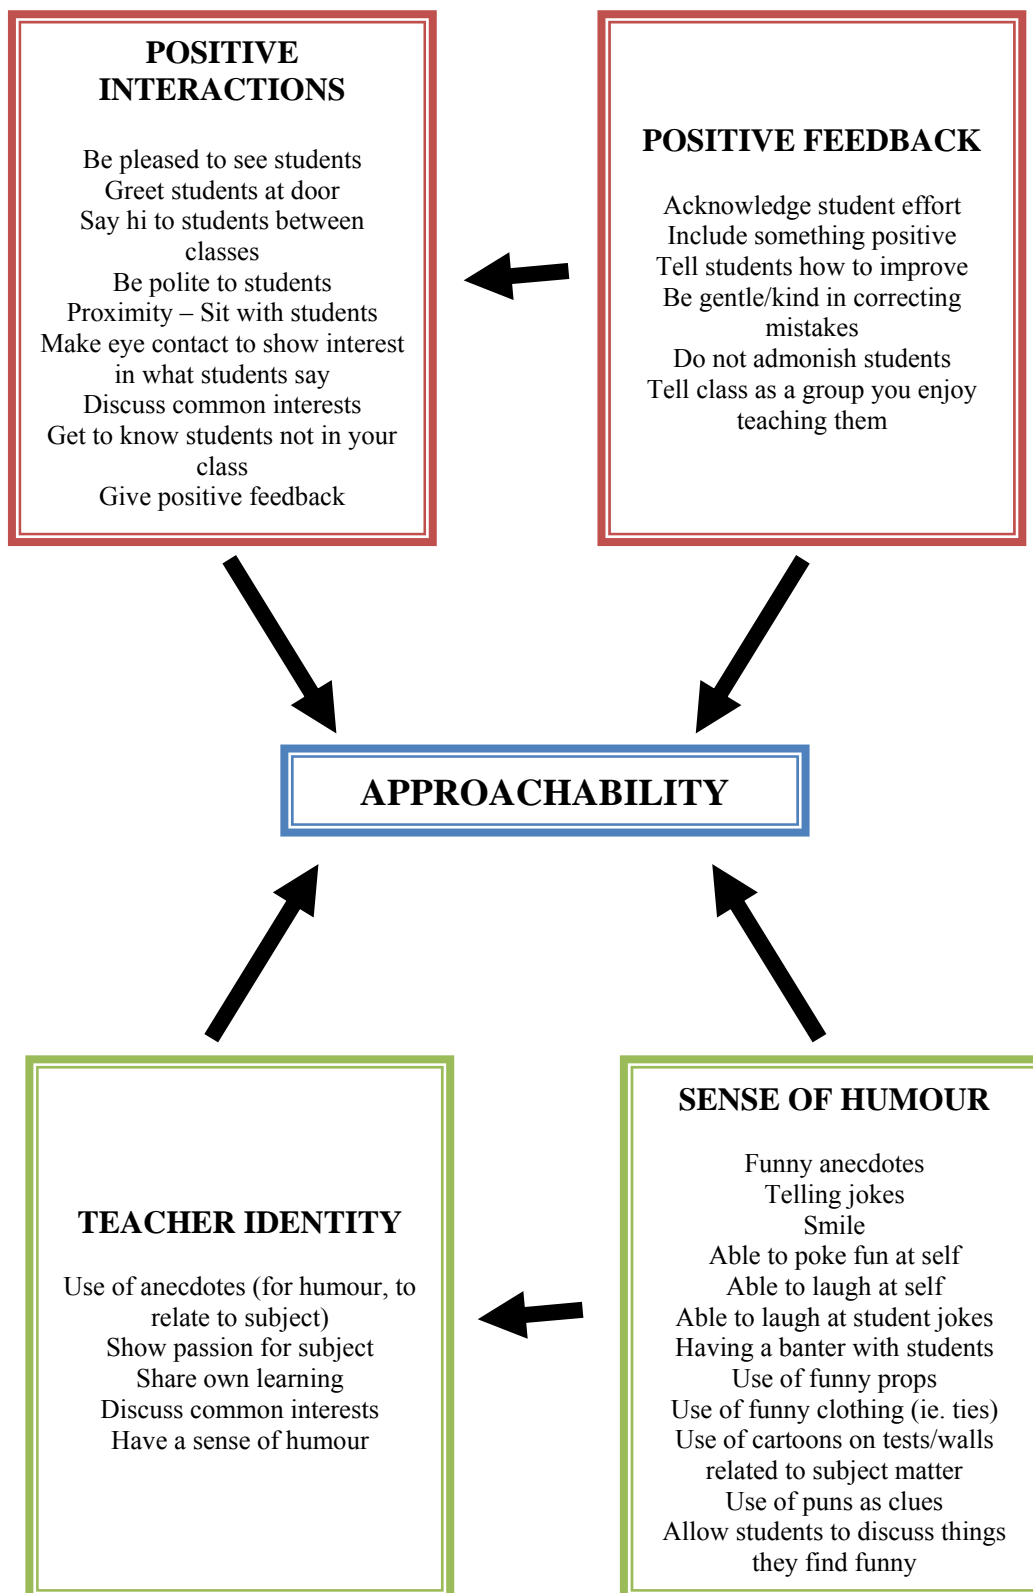 POSITIVE
INTERACTIONS
Be pleased to see students
Greet students at door
Say hi to students between
classes
Be polite to students
Proximity – Sit with students
Make eye contact to show interest
in what students say
Discuss common interests
Get to know students not in your
class
Give positive feedback
POSITIVE FEEDBACK
Acknowledge student effort
Include something positive
Tell students how to improve
Be gentle/kind in correcting
mistakes
Do not admonish students
Tell class as a group you enjoy
teaching them
APPROACHABILITY
TEACHER IDENTITY
Use of anecdotes (for humour, to
relate to subject)
Show passion for subject
Share own learning
Discuss common interests
Have a sense of humour
SENSE OF HUMOUR
Funny anecdotes
Telling jokes
Smile
Able to poke fun at self
Able to laugh at self
Able to laugh at student jokes
Having a banter with students
Use of funny props
Use of funny clothing (ie. ties)
Use of cartoons on tests/walls
related to subject matter
Use of puns as clues
Allow students to discuss things
they find funny